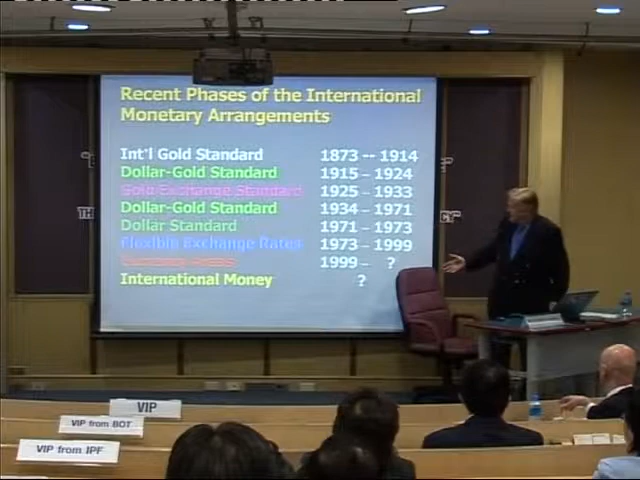 Recent Phases of the International
Monetary Arrangements
Int'l Gold Standard 1873 -- 1914
Dollar-Gold Standard 1915 – 1924
Gold Exchange Standard 1925 – 1933
Dollar-Gold Standard 1934 – 1971
Dollar Standard 1971 – 1973
Flexible Exchange Rates 1973 – 1999
1999 – ?
International Money ?
VIP
VIP from BOT
VIP from IPF